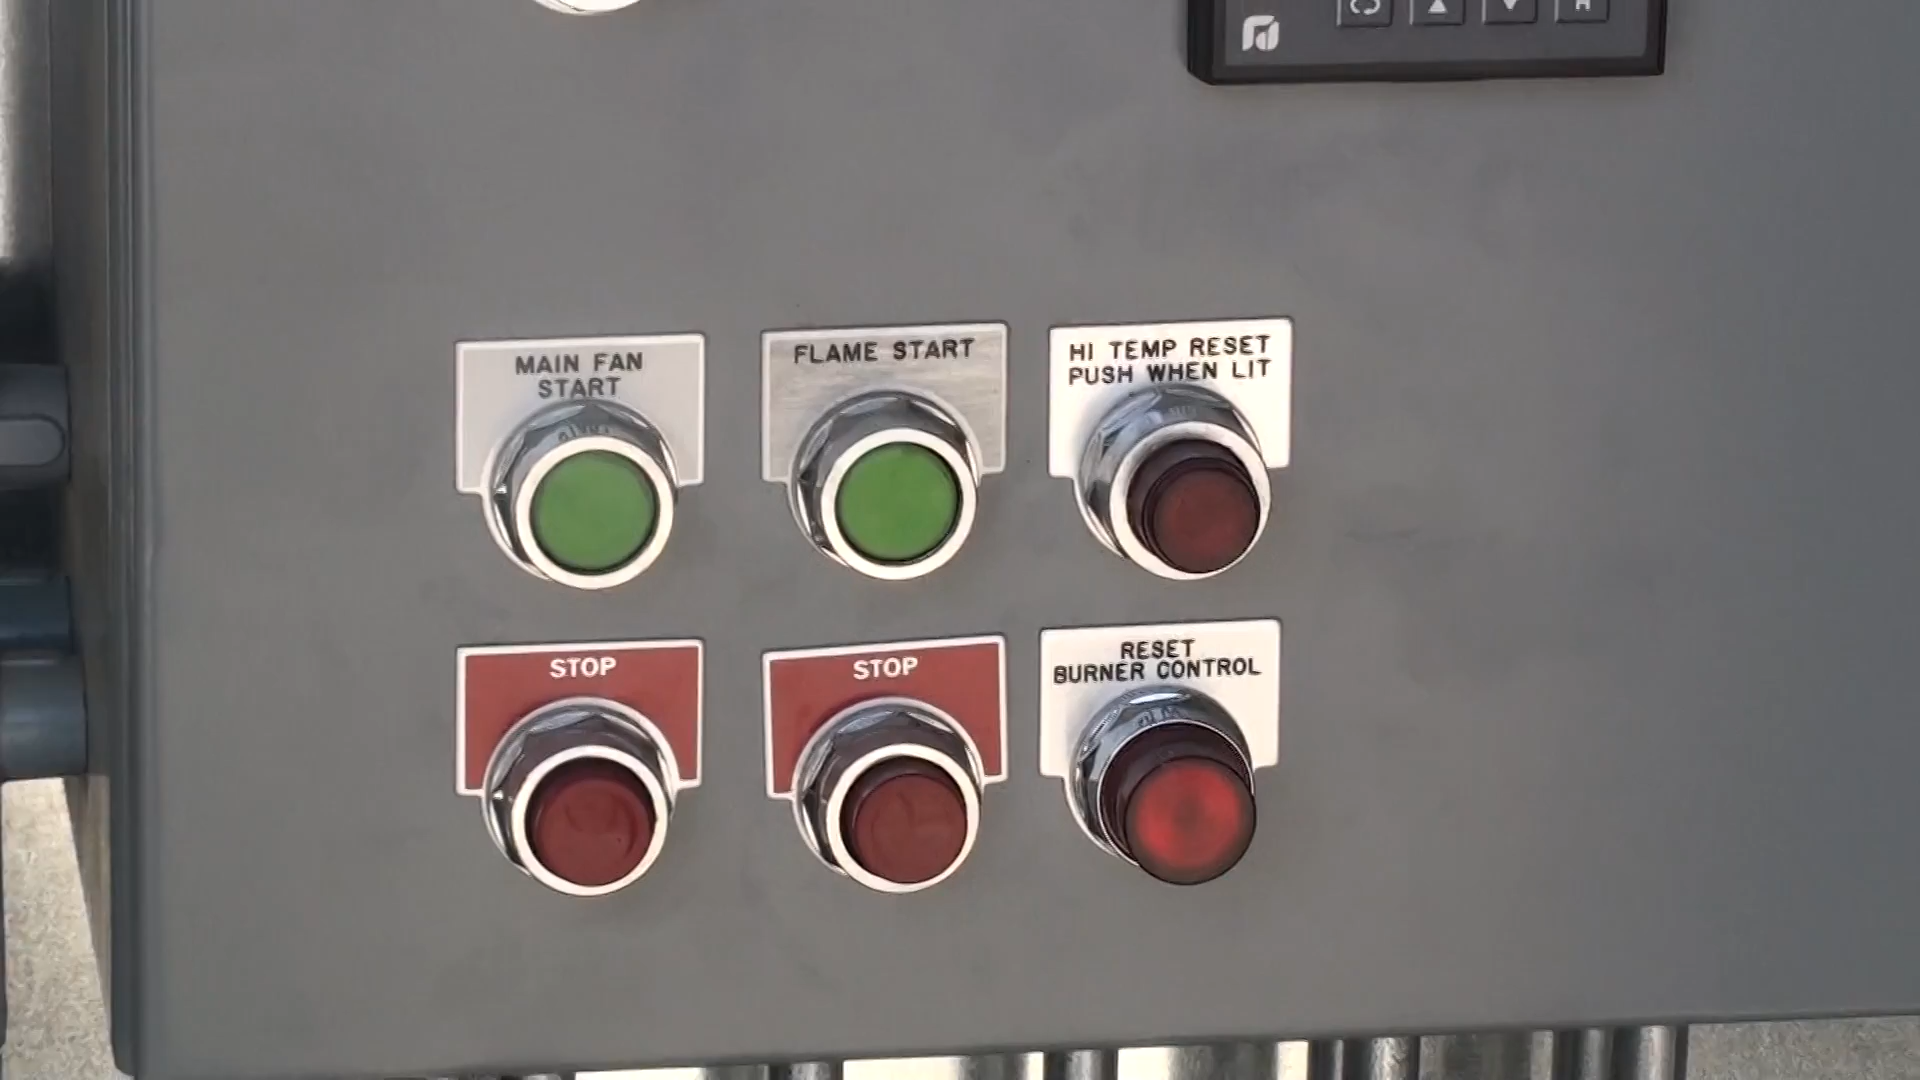 MAIN FAN
START
FLAME START
HI TEMP RESET
PUSH WHEN LIT
STOP
STOP
RESET
BURNER CONTROL